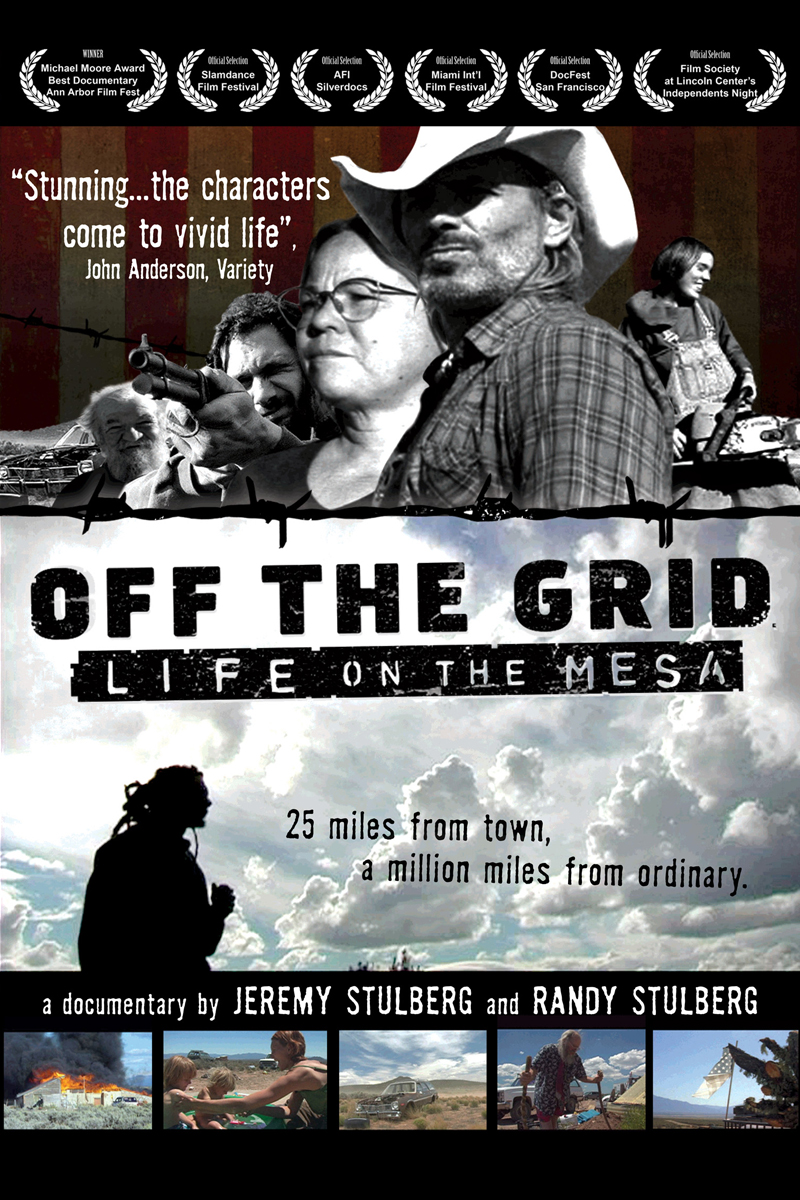 WINNER
Michael Moore Award
Best Documentary
Ann Arbor Film Fest
Official Selection
Slamdance
Film Festival
Official Selection
AFI
Silverdocs
Official Selection
Miami Int'l
Film Festival
Official Selection
DocFest
San Francisco
Official Selection
Film Society
at Lincoln Center's
Independents Night
“Stunning...the characters
come to vivid life”,
John Anderson, Variety
OFF THE GRID
LIFE ON THE MESA
25 miles from town,
a million miles from ordinary.
a documentary by JEREMY STULBERG and RANDY STULBERG